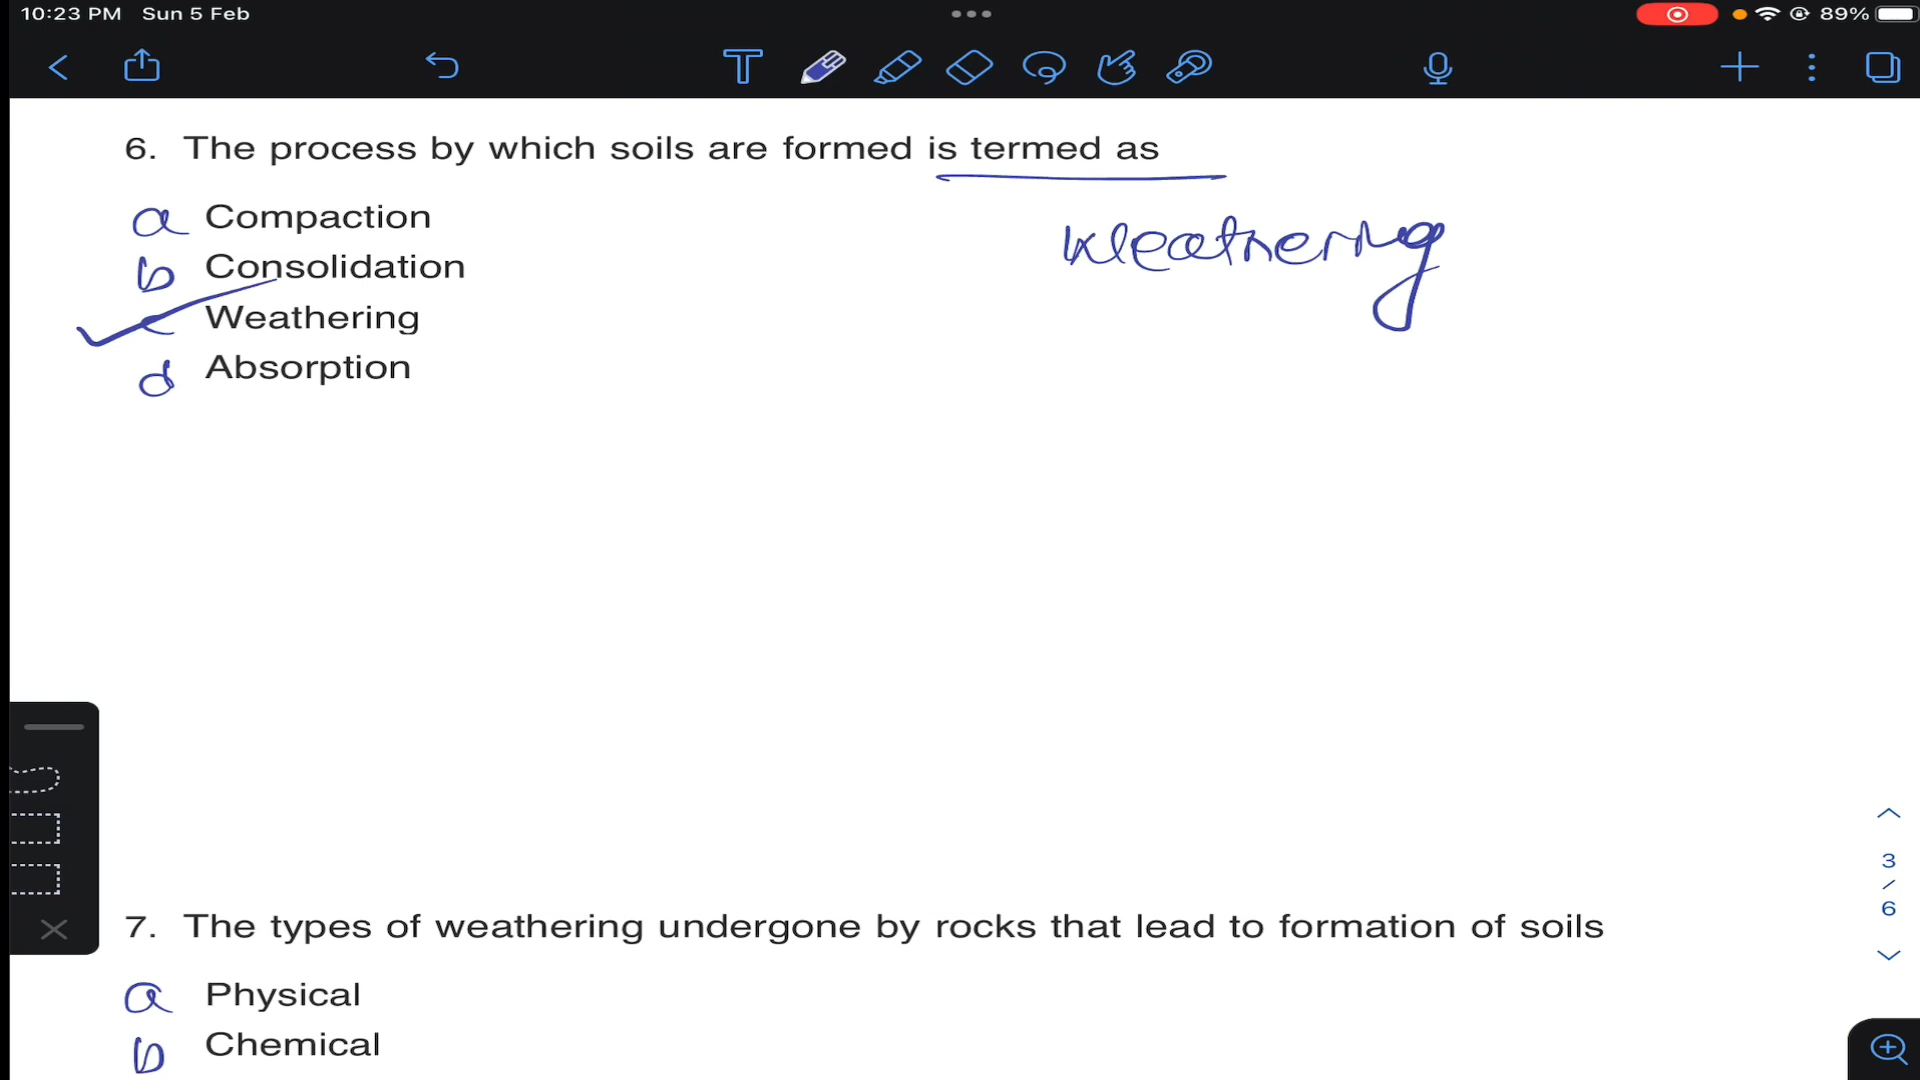 10:23 PM Sun 5 Feb
89%
T
6. The process by which soils are formed is termed as
a Compaction
b Consolidation
c Weathering
d Absorption
Weathering
3
/
6
7. The types of weathering undergone by rocks that lead to formation of soils
a Physical
b Chemical